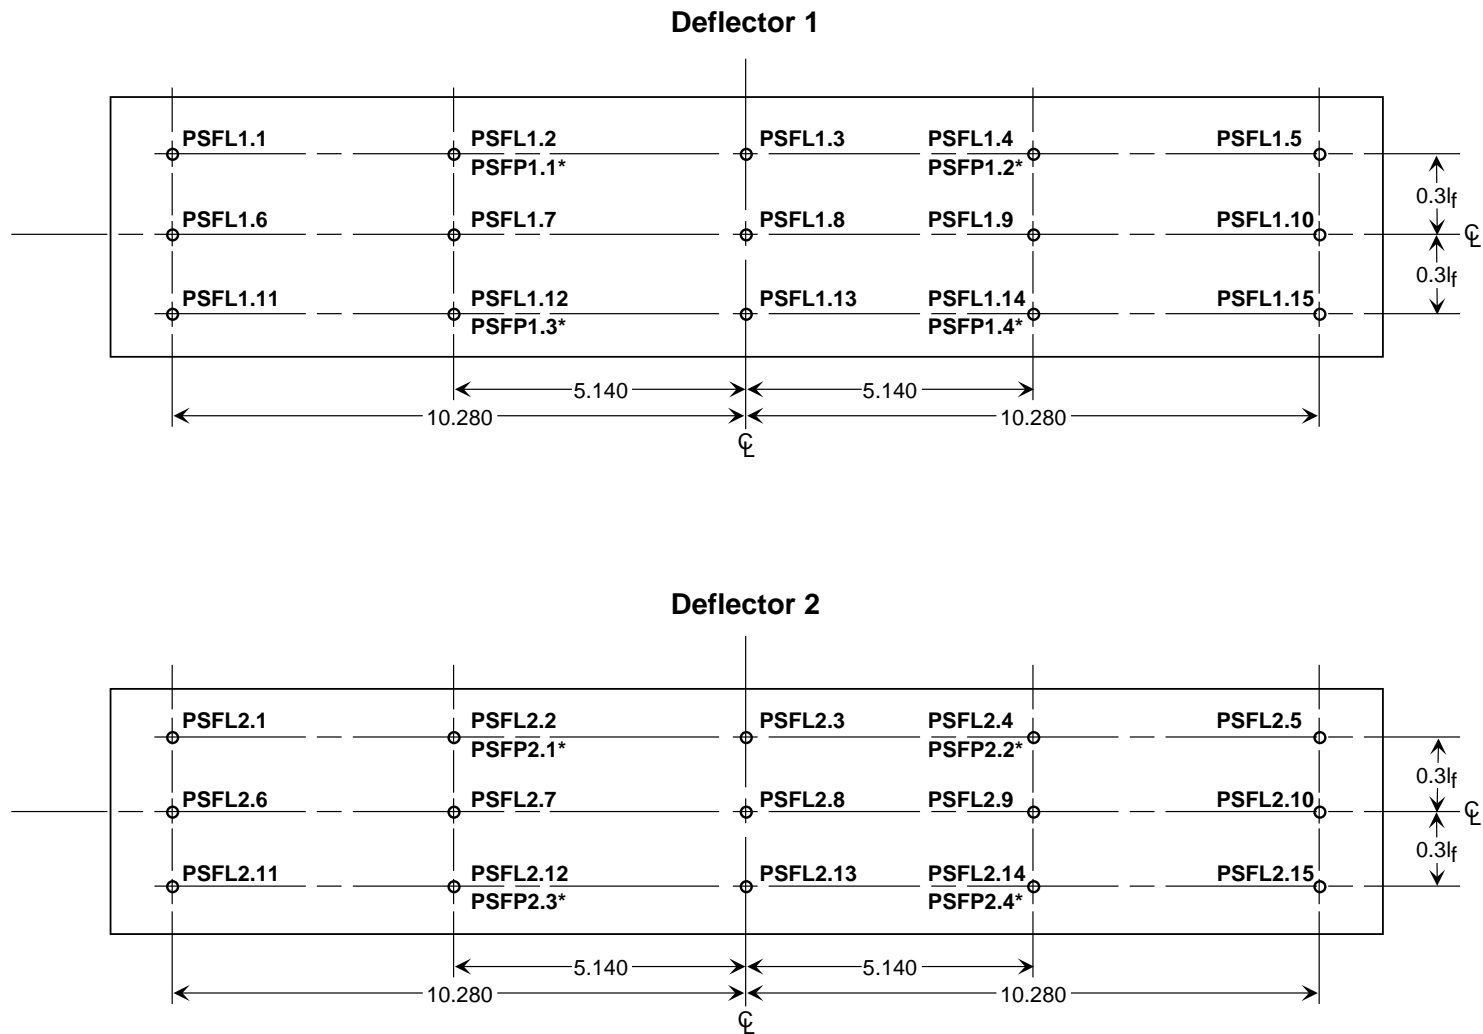 Deflector 1
PSFL1.1 PSFL1.2 PSFL1.3 PSFL1.4 PSFL1.5
PSFP1.1* PSFP1.2*
0.3lf
PSFL1.6 PSFL1.7 PSFL1.8 PSFL1.9 PSFL1.10
℄
0.3lf
PSFL1.11 PSFL1.12 PSFL1.13 PSFL1.14 PSFL1.15
PSFP1.3* PSFP1.4*
5.140 5.140
10.280 10.280
℄
Deflector 2
PSFL2.1 PSFL2.2 PSFL2.3 PSFL2.4 PSFL2.5
PSFP2.1* PSFP2.2*
0.3lf
PSFL2.6 PSFL2.7 PSFL2.8 PSFL2.9 PSFL2.10
℄
0.3lf
PSFL2.11 PSFL2.12 PSFL2.13 PSFL2.14 PSFL2.15
PSFP2.3* PSFP2.4*
5.140 5.140
10.280 10.280
℄